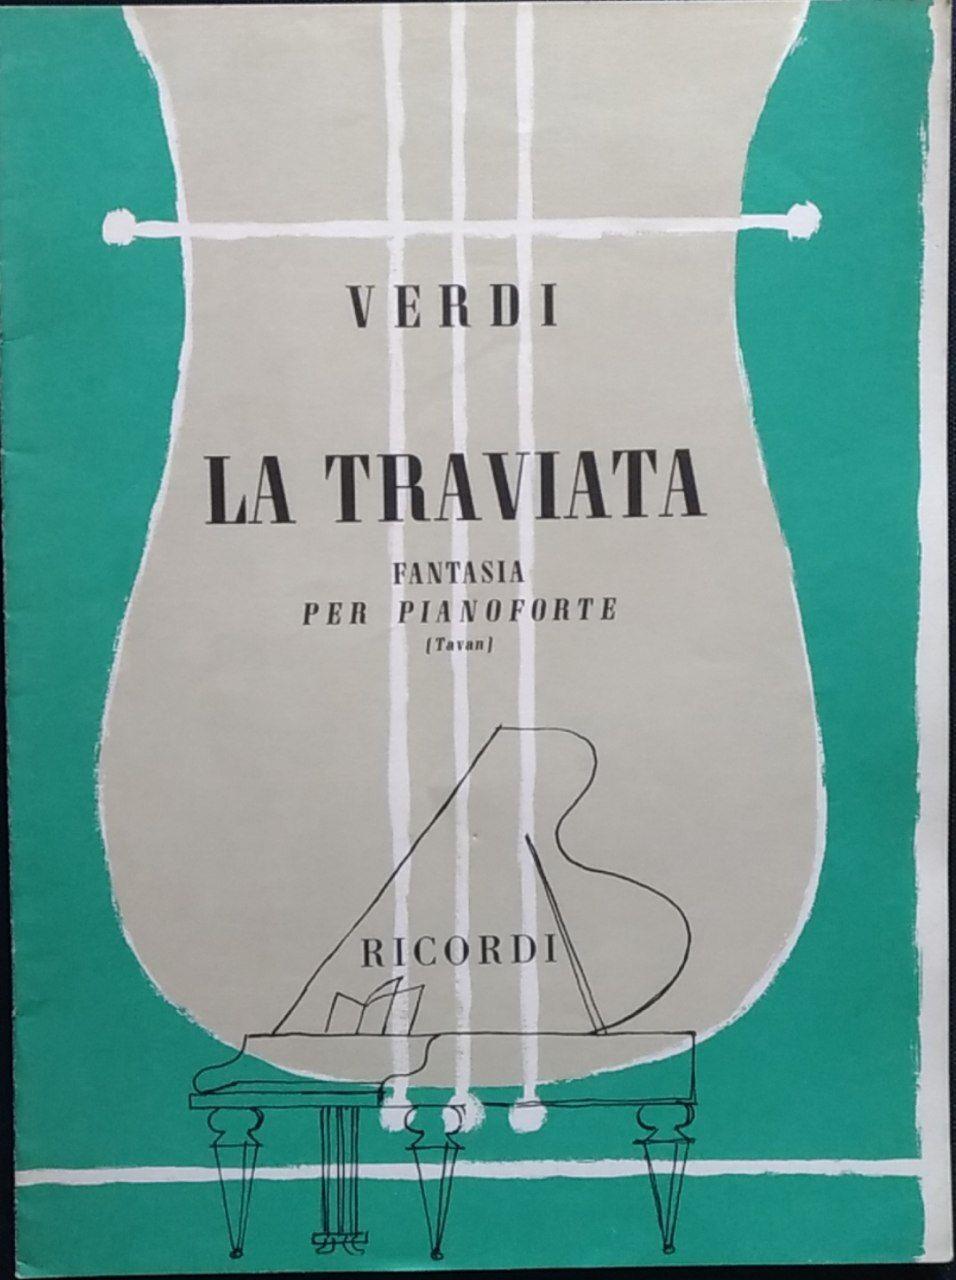 VERDI
LA TRAVIATA
FANTASIA
PER PIANOFORTE
(Tavan)
RICORDI